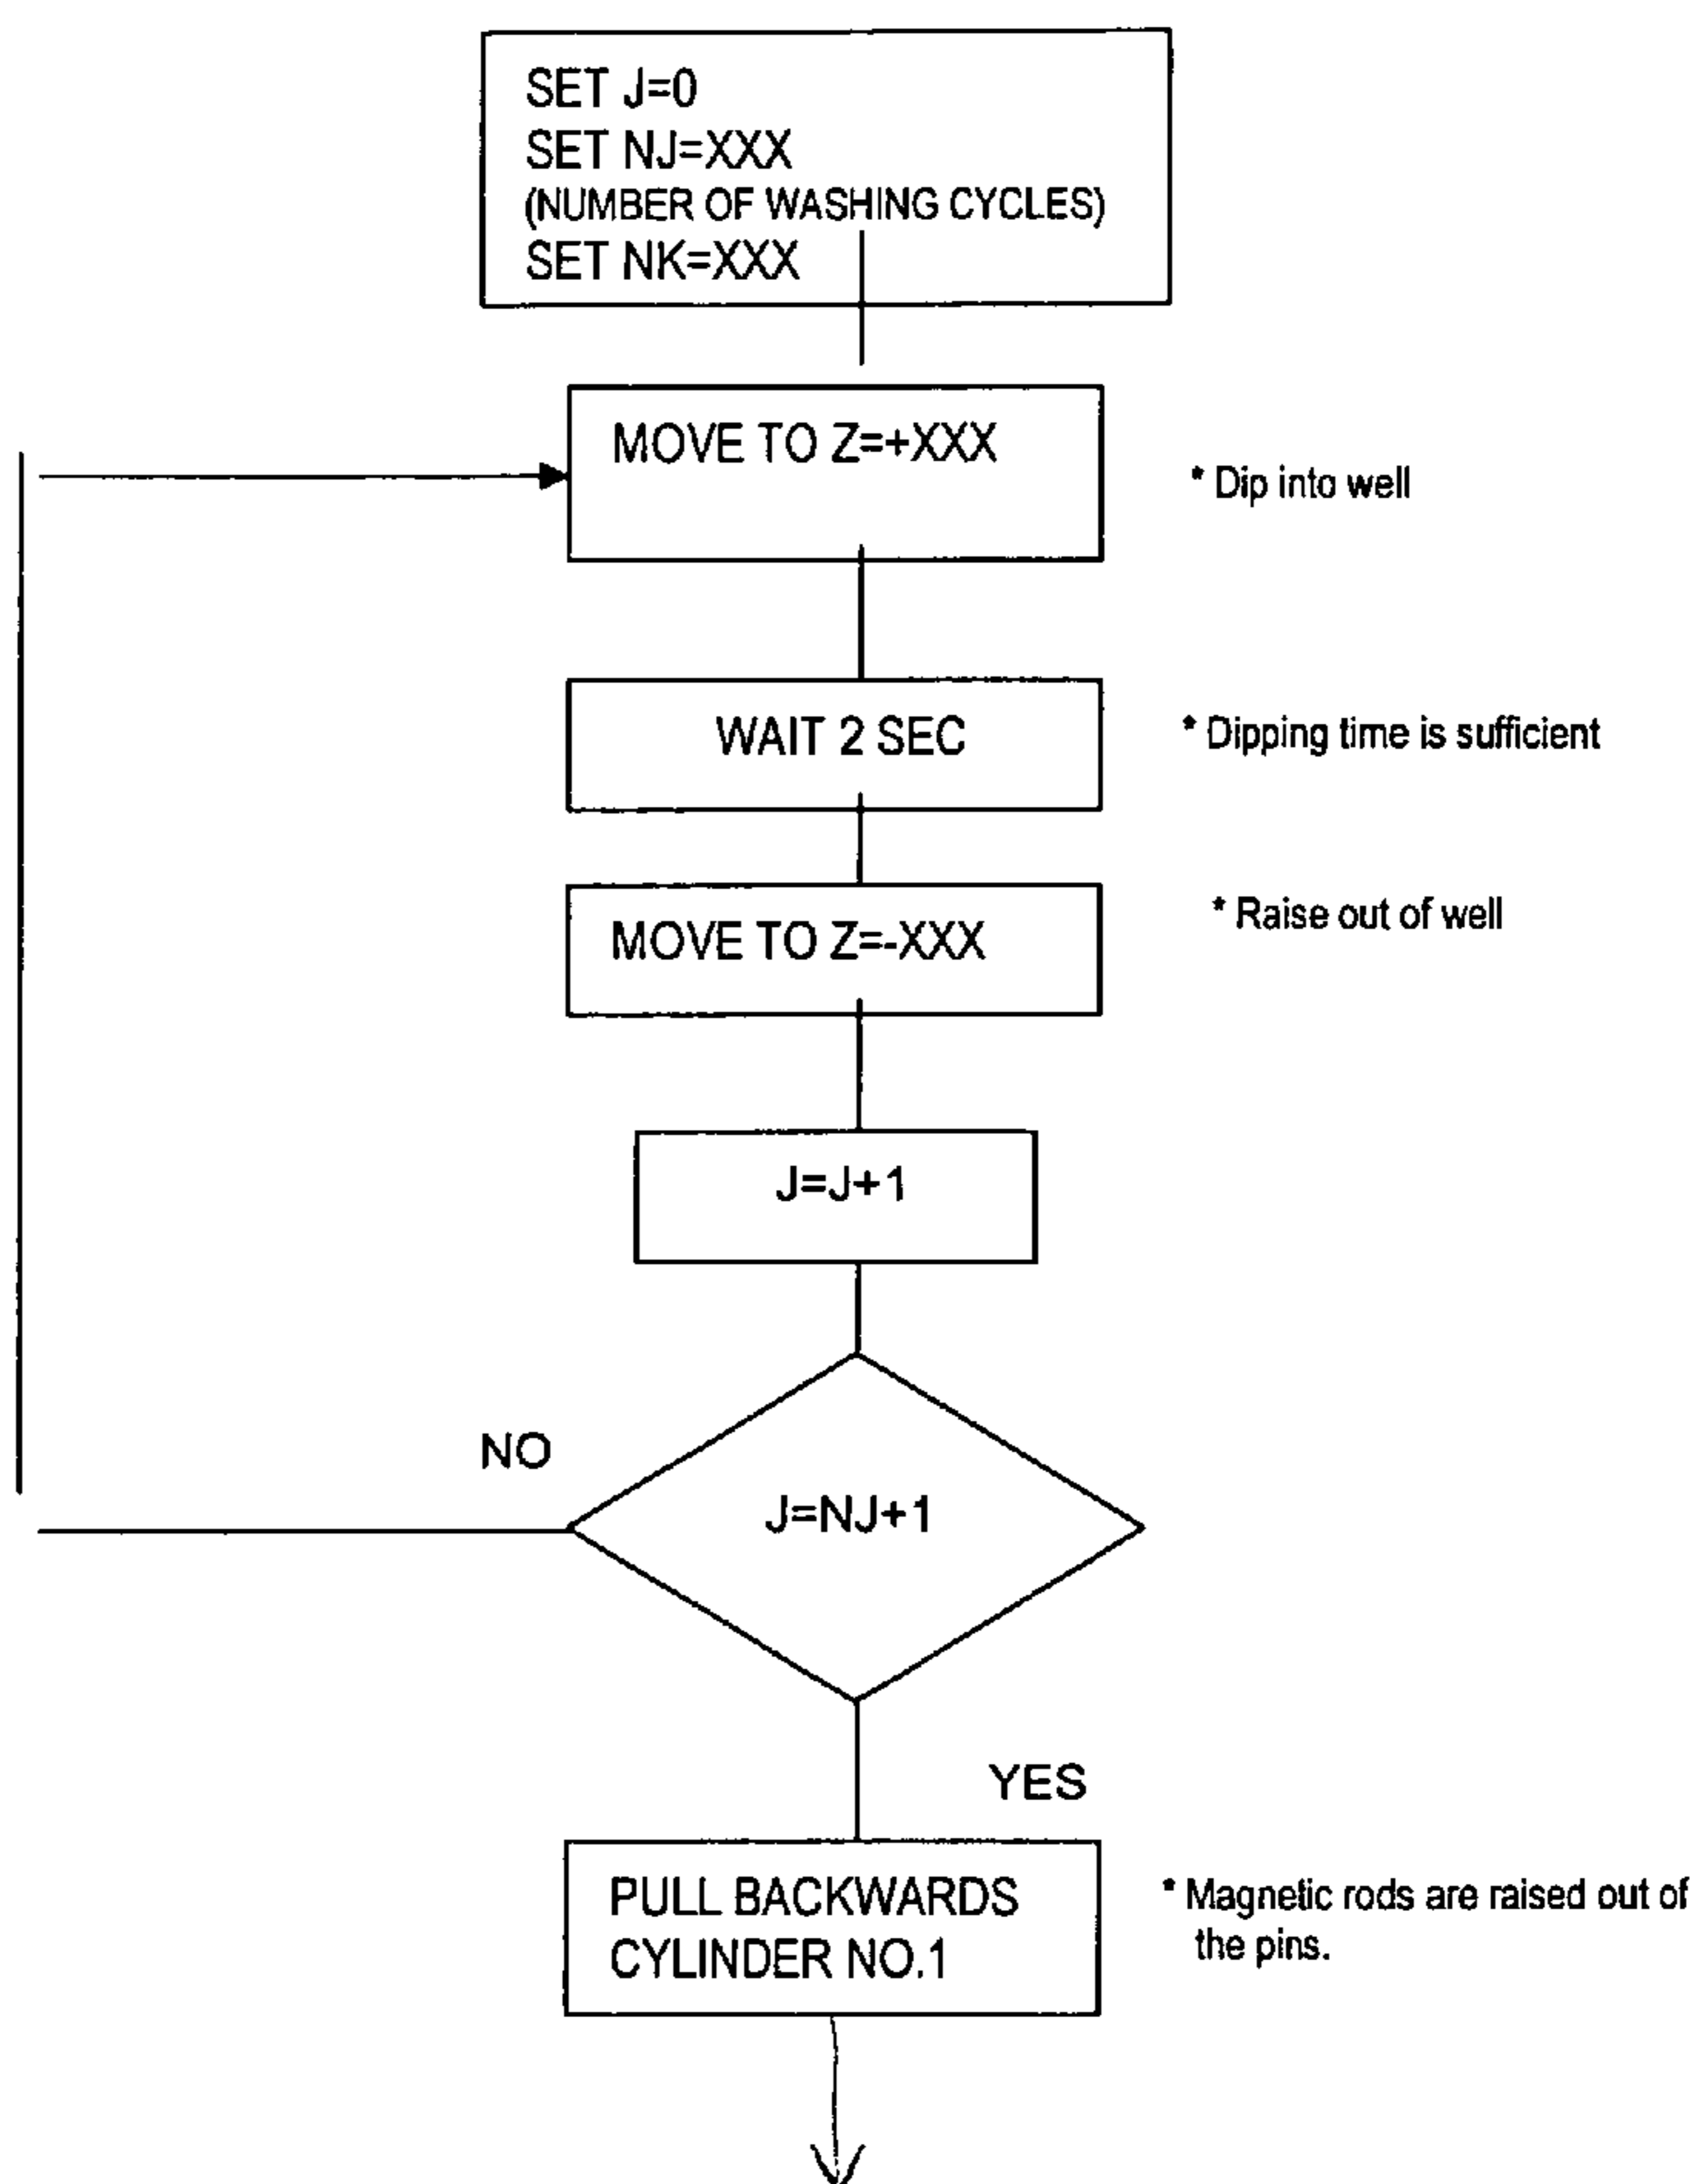 SET J=0
SET NJ=XXX
(NUMBER OF WASHING CYCLES)
SET NK=XXX
MOVE TO Z=+XXX
* Dip into well
WAIT 2 SEC
* Dipping time is sufficient
MOVE TO Z=-XXX
* Raise out of well
J=J+1
NO
J=NJ+1
YES
PULL BACKWARDS
CYLINDER NO.1
* Magnetic rods are raised out of
the pins.